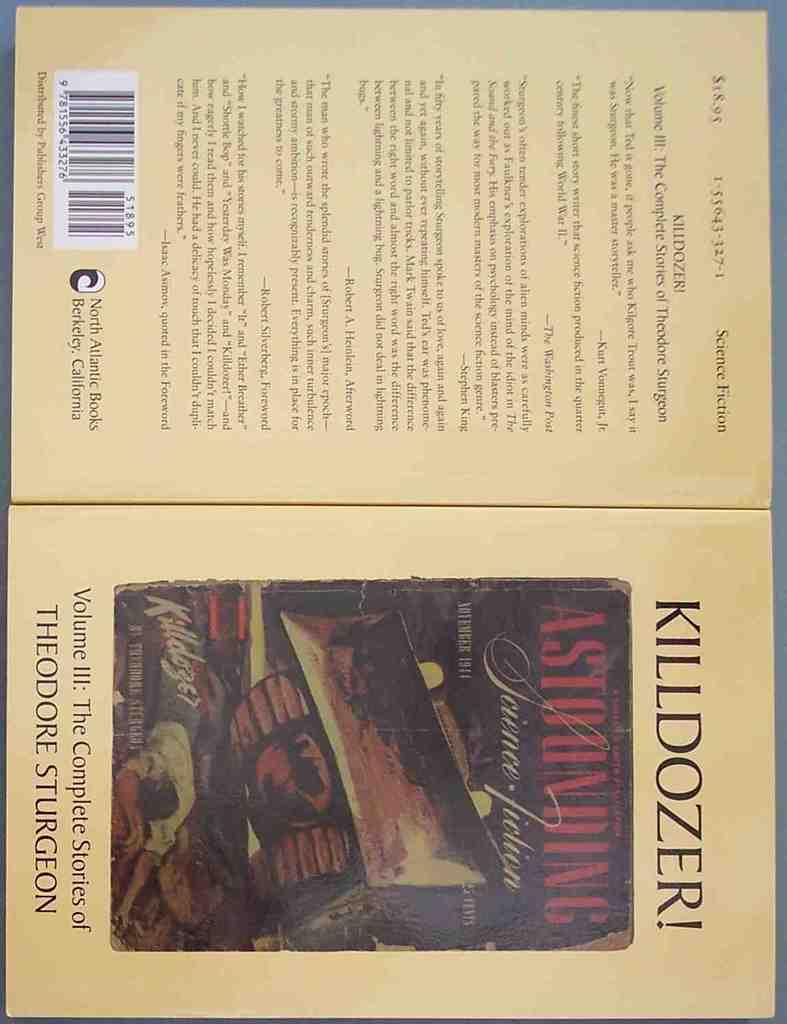 $18.95 1-55643-327-1 Science Fiction
KILLDOZER!
Volume III: The Complete Stories of Theodore Sturgeon
"Now that Ted is gone, if people ask me who Kilgore Trout was, I say it
was Sturgeon. He was a master storyteller."
—Kurt Vonnegut, Jr.
"The finest short story writer that science fiction produced in the quarter
century following World War II."
—The Washington Post
"Sturgeon's often tender explorations of alien minds were as carefully
worked out as Faulkner's exploration of the mind of the idiot in The
Sound and the Fury. His emphasis on psychology instead of blasters pre-
pared the way for most modern masters of the science fiction genre."
—Stephen King
"In fifty years of storytelling Sturgeon spoke to us of love, again and again
and yet again, without ever repeating himself. Ted's ear was phenome-
nal and not limited to parlor tricks. Mark Twain said that the difference
between the right word and almost the right word was the difference
between lightning and a lightning bug. Sturgeon did not deal in lightning
bugs."
—Robert A. Heinlein, Afterword
"The man who wrote the splendid stories of [Sturgeon's] major epoch—
that man of such outward tenderness and charm, such inner turbulence
and stormy ambition—is recognizably present. Everything is in place for
the greatness to come."
—Robert Silverberg, Foreword
"How I watched for his stories myself. I remember "It" and "Ether Breather"
and "Shottle Bop" and "Yesterday Was Monday" and "Killdozer!"—and
how eagerly I read them and how hopelessly I decided I couldn't match
him. And I never could. He had a delicacy of touch that I couldn't dupli-
cate if my fingers were feathers."
—Isaac Asimov, quoted in the Foreword
51895
9 781556 433276
North Atlantic Books
Berkeley, California
Distributed by Publishers Group West
KILLDOZER!
ASTOUNDING
Science-fiction
NOVEMBER 1944
25 CENTS
Killdozer
BY THEODORE STURGEON
Volume III: The Complete Stories of
THEODORE STURGEON